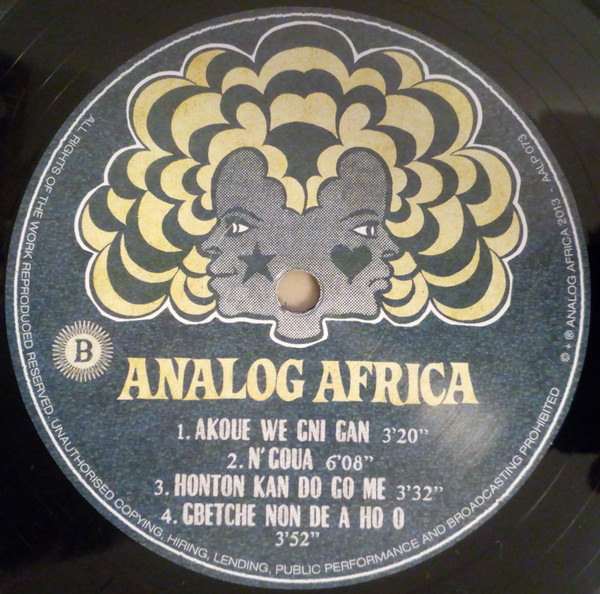 B
ANALOG AFRICA
1. AKOUE WE GNI GAN 3'20"
2. N'GOUA 6'08"
3. HONTON KAN DO GO ME 3'32"
4. GBETCHE NON DE A HO O
3'52"
ALL RIGHTS OF THE WORK REPRODUCED RESERVED. UNAUTHORISED COPYING, HIRING, LENDING, PUBLIC PERFORMANCE AND BROADCASTING PROHIBITED
© + ℗ ANALOG AFRICA 2013 - AALP 073